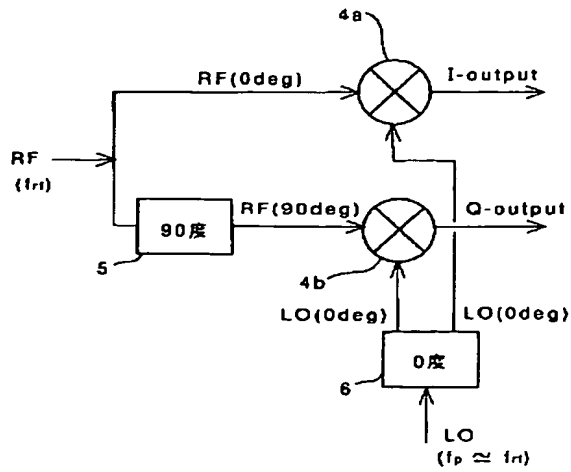 4a
RF(0deg)
I-output
RF
(frf)
90度
RF(90deg)
Q-output
5
4b
LO(0deg)
LO(0deg)
0度
6
LO
(fp ≃ frf)